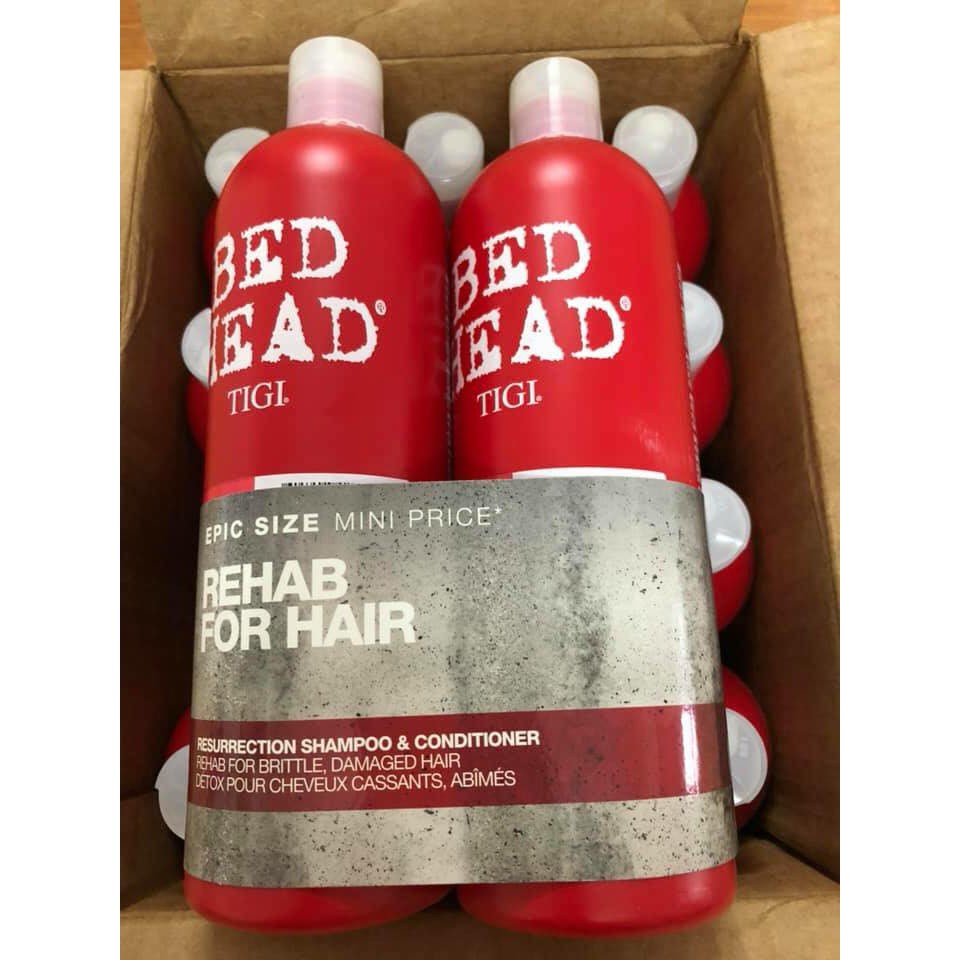 BED
HEAD®
TIGI®
BED
HEAD®
TIGI®
EPIC SIZE MINI PRICE*
REHAB
FOR HAIR
RESURRECTION SHAMPOO & CONDITIONER
REHAB FOR BRITTLE, DAMAGED HAIR
DETOX POUR CHEVEUX CASSANTS, ABÎMÉS